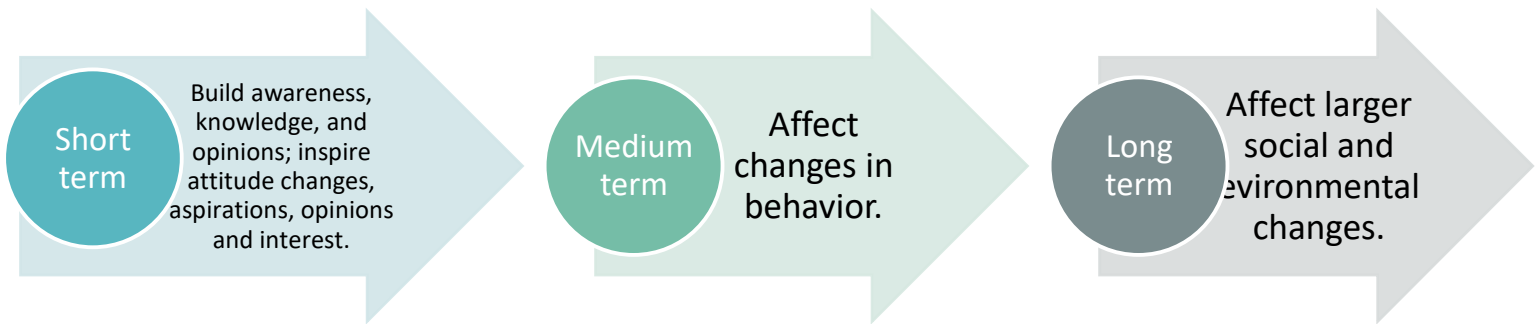 Short
term
Build awareness,
knowledge, and
opinions; inspire
attitude changes,
aspirations, opinions
and interest.
Medium
term
Affect
changes in
behavior.
Long
term
Affect larger
social and
evironmental
changes.